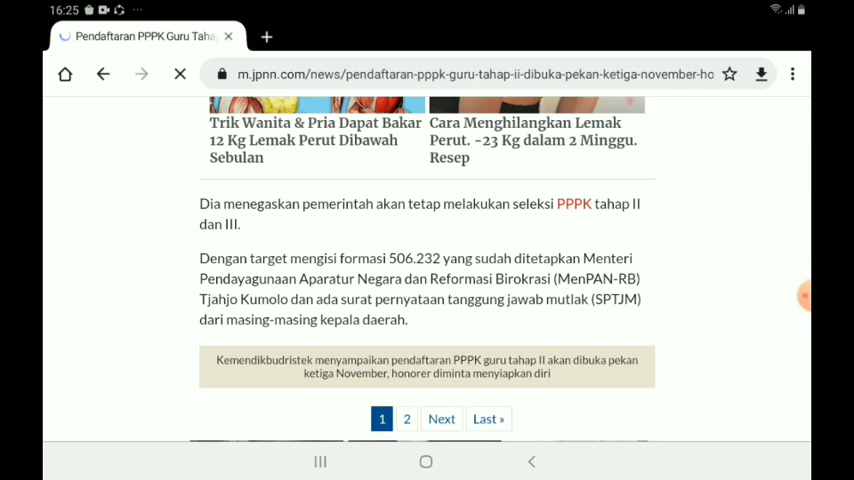 16:25
Pendaftaran PPPK Guru Taha
m.jpnn.com/news/pendaftaran-pppk-guru-tahap-ii-dibuka-pekan-ketiga-november-ho
Trik Wanita & Pria Dapat Bakar
12 Kg Lemak Perut Dibawah
Sebulan
Cara Menghilangkan Lemak
Perut. -23 Kg dalam 2 Minggu.
Resep
Dia menegaskan pemerintah akan tetap melakukan seleksi PPPK tahap II
dan III.
Dengan target mengisi formasi 506.232 yang sudah ditetapkan Menteri
Pendayagunaan Aparatur Negara dan Reformasi Birokrasi (MenPAN-RB)
Tjahjo Kumolo dan ada surat pernyataan tanggung jawab mutlak (SPTJM)
dari masing-masing kepala daerah.
Kemendikbudristek menyampaikan pendaftaran PPPK guru tahap II akan dibuka pekan
ketiga November, honorer diminta menyiapkan diri
1 2 Next Last »